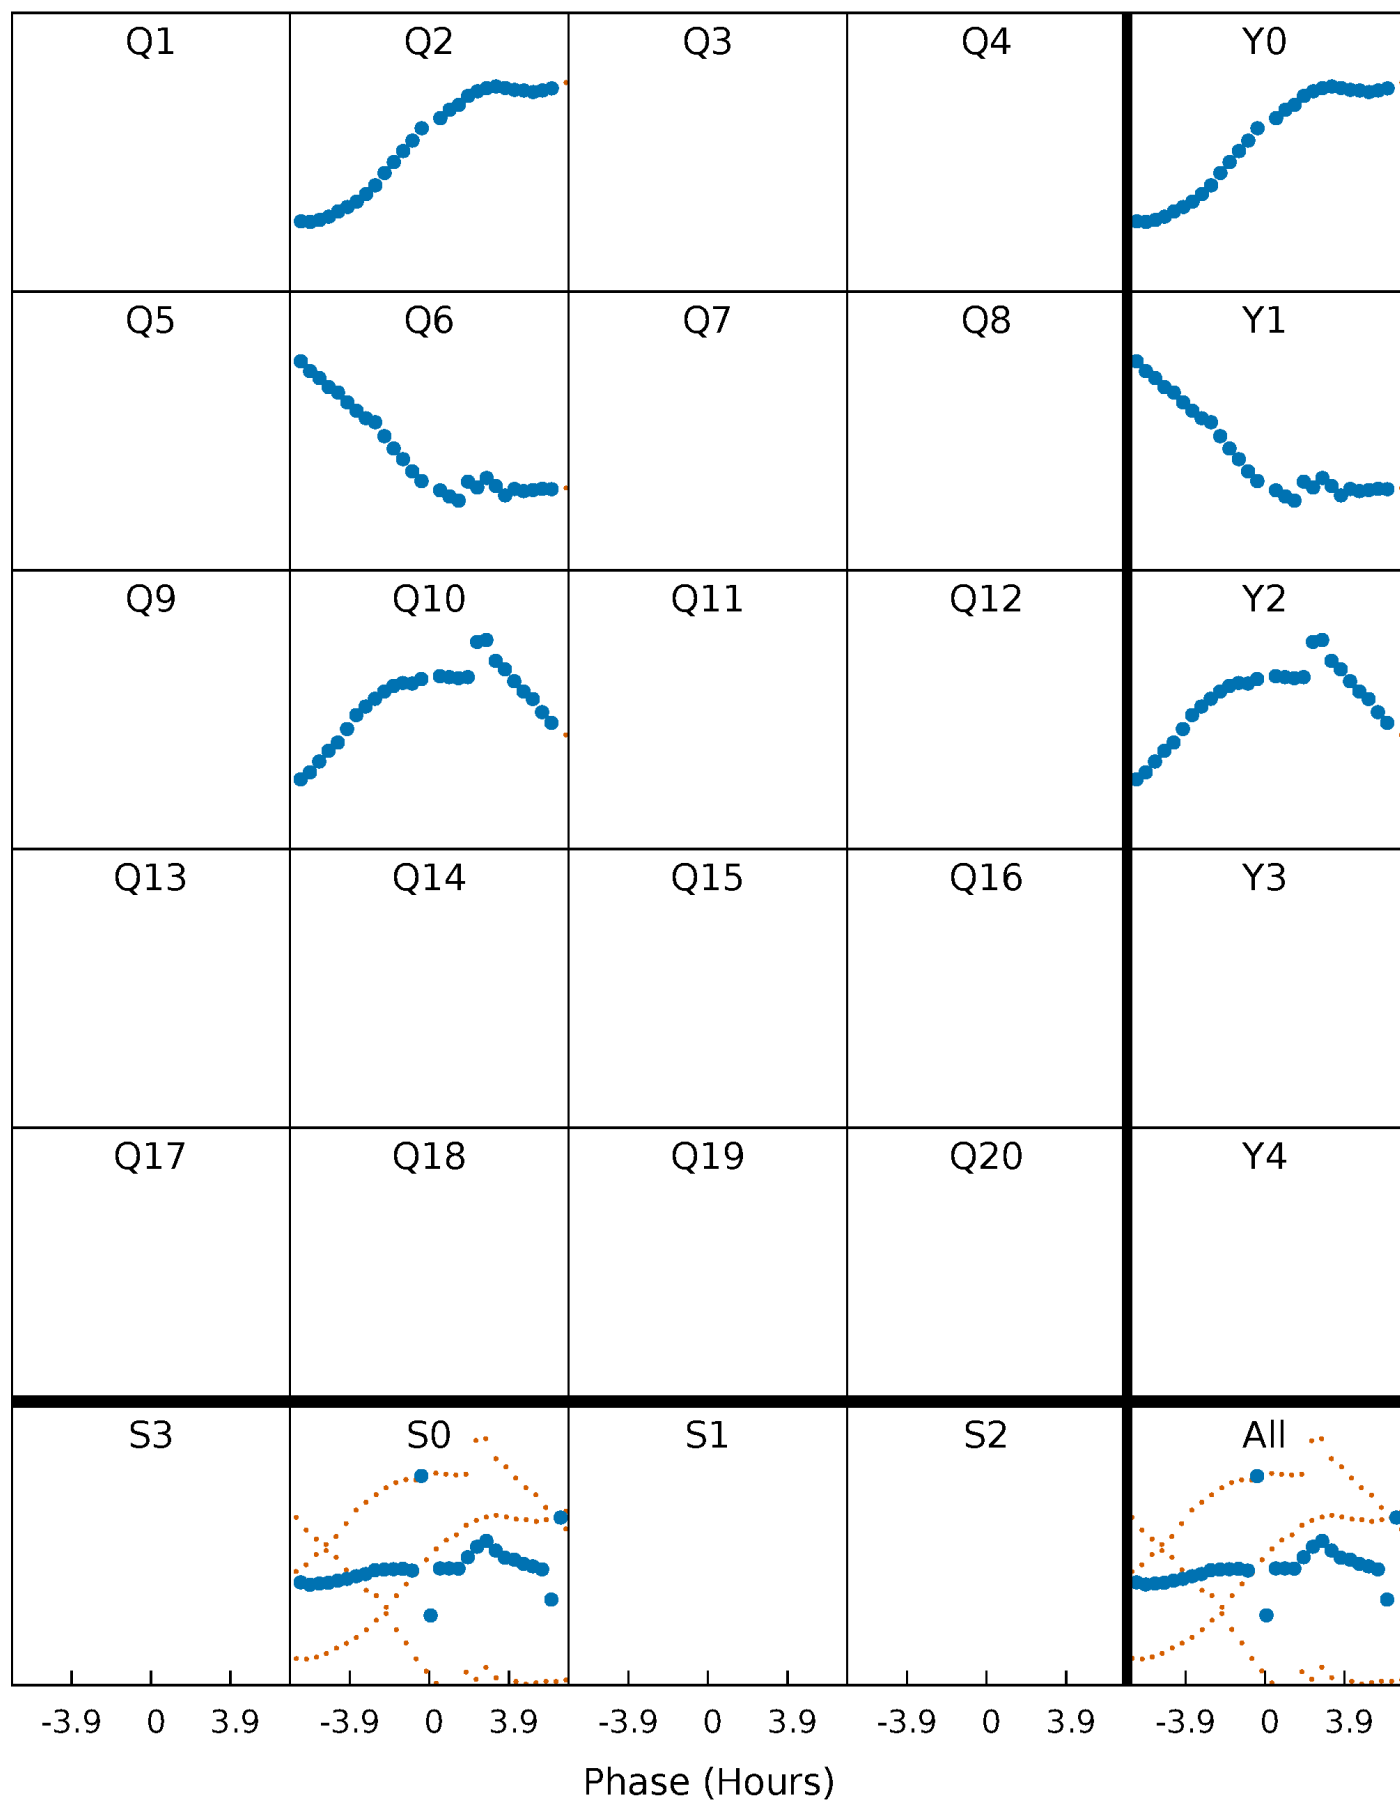 Q1 Q2 Q3 Q4 Y0
Q5 Q6 Q7 Q8 Y1
Q9 Q10 Q11 Q12 Y2
Q13 Q14 Q15 Q16 Y3
Q17 Q18 Q19 Q20 Y4
S3 S0 S1 S2 All
-3.9 0 3.9 -3.9 0 3.9 -3.9 0 3.9 -3.9 0 3.9 -3.9 0 3.9
Phase (Hours)